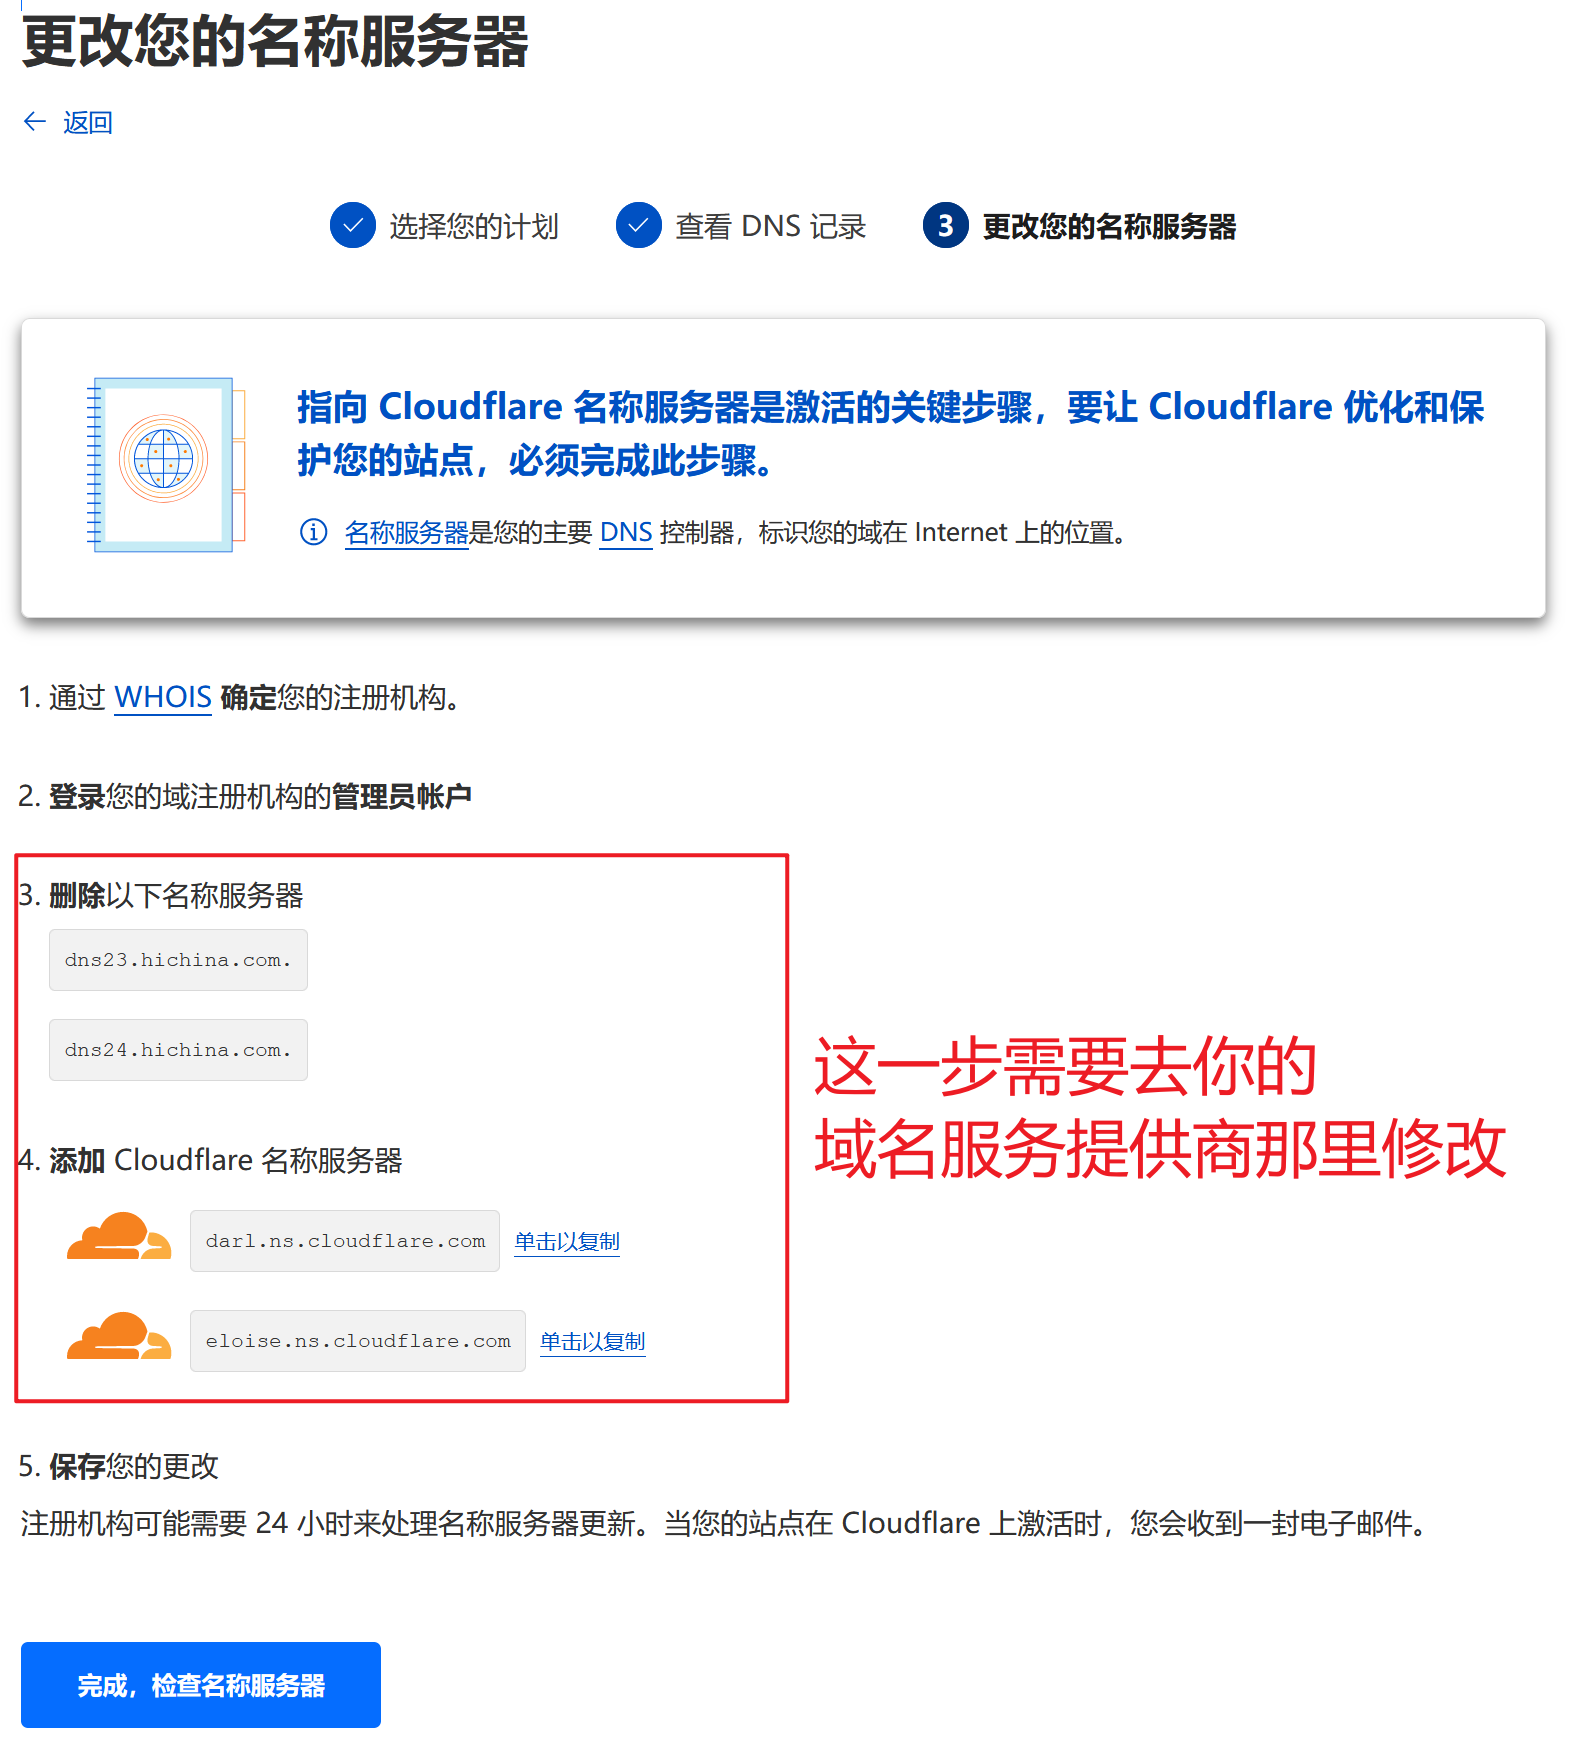 更改您的名称服务器
← 返回
选择您的计划
查看 DNS 记录
3 更改您的名称服务器
指向 Cloudflare 名称服务器是激活的关键步骤，要让 Cloudflare 优化和保
护您的站点，必须完成此步骤。
名称服务器是您的主要 DNS 控制器，标识您的域在 Internet 上的位置。
1. 通过 WHOIS 确定您的注册机构。
2. 登录您的域注册机构的管理员帐户
3. 删除以下名称服务器
dns23.hichina.com.
dns24.hichina.com.
这一步需要去你的
域名服务提供商那里修改
4. 添加 Cloudflare 名称服务器
darl.ns.cloudflare.com 单击以复制
eloise.ns.cloudflare.com 单击以复制
5. 保存您的更改
注册机构可能需要 24 小时来处理名称服务器更新。当您的站点在 Cloudflare 上激活时，您会收到一封电子邮件。
完成，检查名称服务器